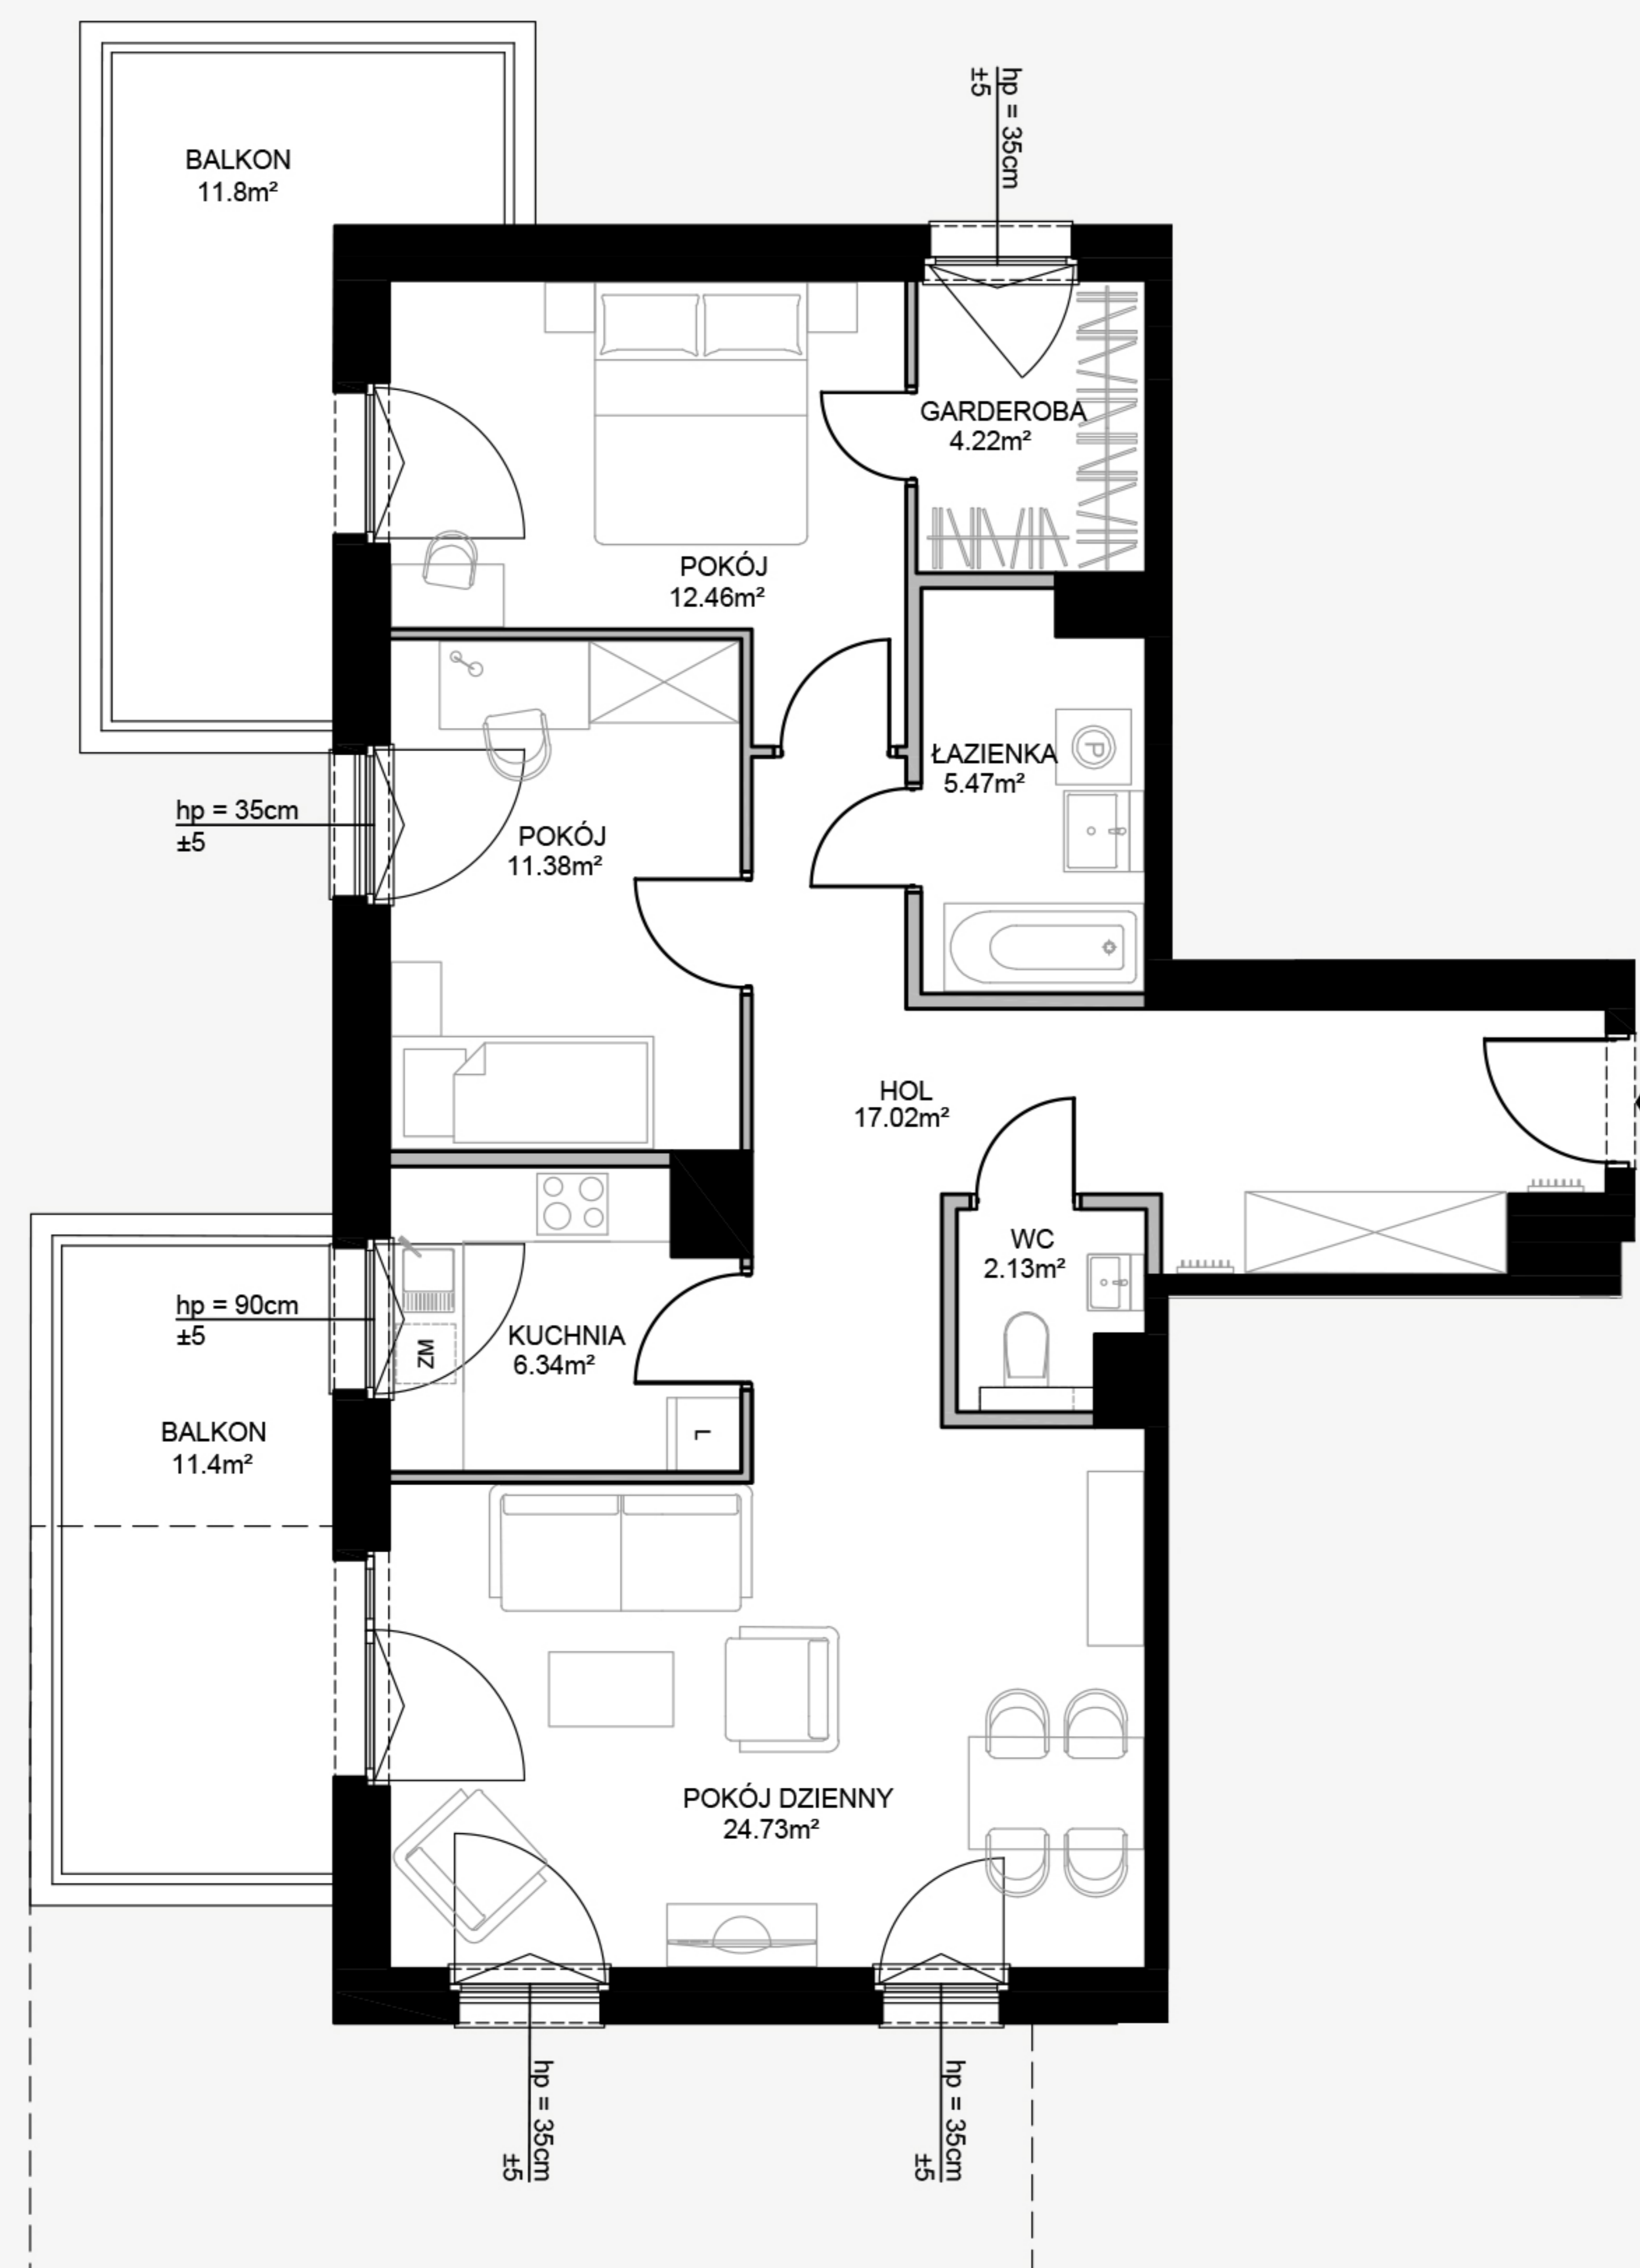 hp = 35cm
±5
BALKON
11.8m²
GARDEROBA
4.22m²
POKÓJ
12.46m²
ŁAZIENKA
5.47m²
P
hp = 35cm
±5
POKÓJ
11.38m²
HOL
17.02m²
WC
2.13m²
hp = 90cm
±5
ZM
KUCHNIA
6.34m²
L
BALKON
11.4m²
POKÓJ DZIENNY
24.73m²
hp = 35cm
±5
hp = 35cm
±5